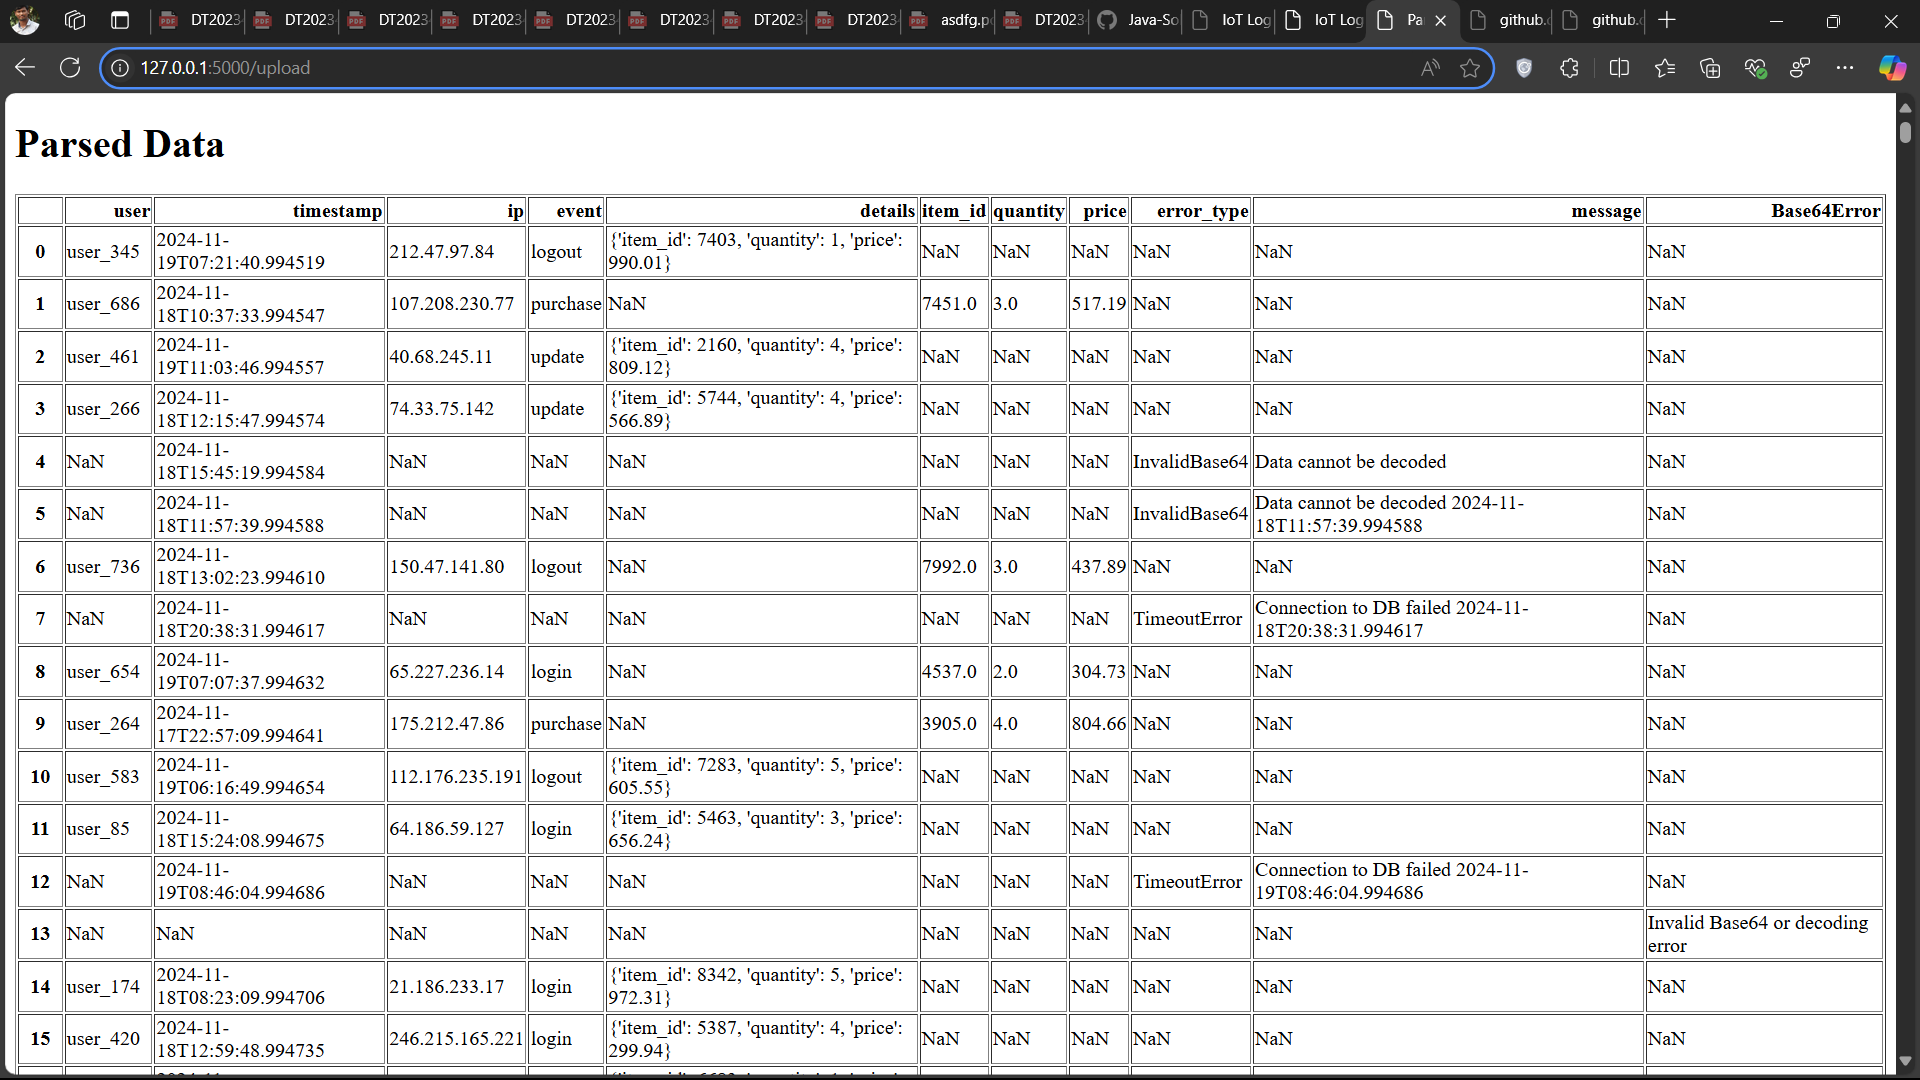 DT2023-
DT2023-
DT2023-
DT2023-
DT2023-
DT2023-
DT2023-
DT2023-
asdfg.p
DT2023-
Java-So
IoT Log
IoT Log
Pa
github.
github.
127.0.0.1:5000/upload
Parsed Data
user timestamp ip event details item_id quantity price error_type message Base64Error
0 user_345 2024-11-19T07:21:40.994519 212.47.97.84 logout {'item_id': 7403, 'quantity': 1, 'price': 990.01} NaN NaN NaN NaN NaN NaN
1 user_686 2024-11-18T10:37:33.994547 107.208.230.77 purchase NaN 7451.0 3.0 517.19 NaN NaN NaN
2 user_461 2024-11-19T11:03:46.994557 40.68.245.11 update {'item_id': 2160, 'quantity': 4, 'price': 809.12} NaN NaN NaN NaN NaN NaN
3 user_266 2024-11-18T12:15:47.994574 74.33.75.142 update {'item_id': 5744, 'quantity': 4, 'price': 566.89} NaN NaN NaN NaN NaN NaN
4 NaN 2024-11-18T15:45:19.994584 NaN NaN NaN NaN NaN NaN InvalidBase64 Data cannot be decoded NaN
5 NaN 2024-11-18T11:57:39.994588 NaN NaN NaN NaN NaN NaN InvalidBase64 Data cannot be decoded 2024-11-18T11:57:39.994588 NaN
6 user_736 2024-11-18T13:02:23.994610 150.47.141.80 logout NaN 7992.0 3.0 437.89 NaN NaN NaN
7 NaN 2024-11-18T20:38:31.994617 NaN NaN NaN NaN NaN NaN TimeoutError Connection to DB failed 2024-11-18T20:38:31.994617 NaN
8 user_654 2024-11-19T07:07:37.994632 65.227.236.14 login NaN 4537.0 2.0 304.73 NaN NaN NaN
9 user_264 2024-11-17T22:57:09.994641 175.212.47.86 purchase NaN 3905.0 4.0 804.66 NaN NaN NaN
10 user_583 2024-11-19T06:16:49.994654 112.176.235.191 logout {'item_id': 7283, 'quantity': 5, 'price': 605.55} NaN NaN NaN NaN NaN NaN
11 user_85 2024-11-18T15:24:08.994675 64.186.59.127 login {'item_id': 5463, 'quantity': 3, 'price': 656.24} NaN NaN NaN NaN NaN NaN
12 NaN 2024-11-19T08:46:04.994686 NaN NaN NaN NaN NaN NaN TimeoutError Connection to DB failed 2024-11-19T08:46:04.994686 NaN
13 NaN NaN NaN NaN NaN NaN NaN NaN NaN NaN Invalid Base64 or decoding error
14 user_174 2024-11-18T08:23:09.994706 21.186.233.17 login {'item_id': 8342, 'quantity': 5, 'price': 972.31} NaN NaN NaN NaN NaN NaN
15 user_420 2024-11-18T12:59:48.994735 246.215.165.221 login {'item_id': 5387, 'quantity': 4, 'price': 299.94} NaN NaN NaN NaN NaN NaN